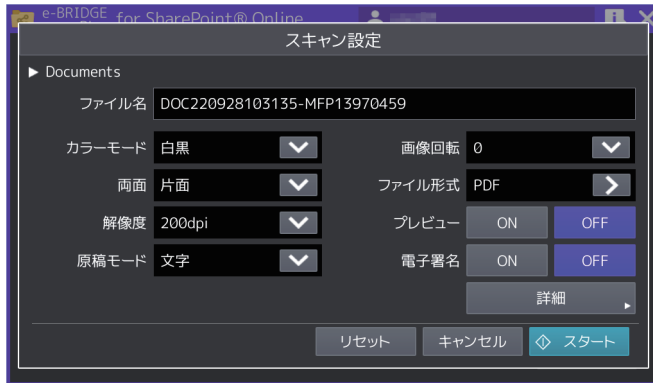 e-BRIDGE
for SharePoint® Online
スキャン設定
▶ Documents
ファイル名 DOC220928103135-MFP13970459
カラーモード 白黒 画像回転 0
両面 片面 ファイル形式 PDF
解像度 200dpi プレビュー ON OFF
原稿モード 文字 電子署名 ON OFF
詳細
リセット キャンセル スタート